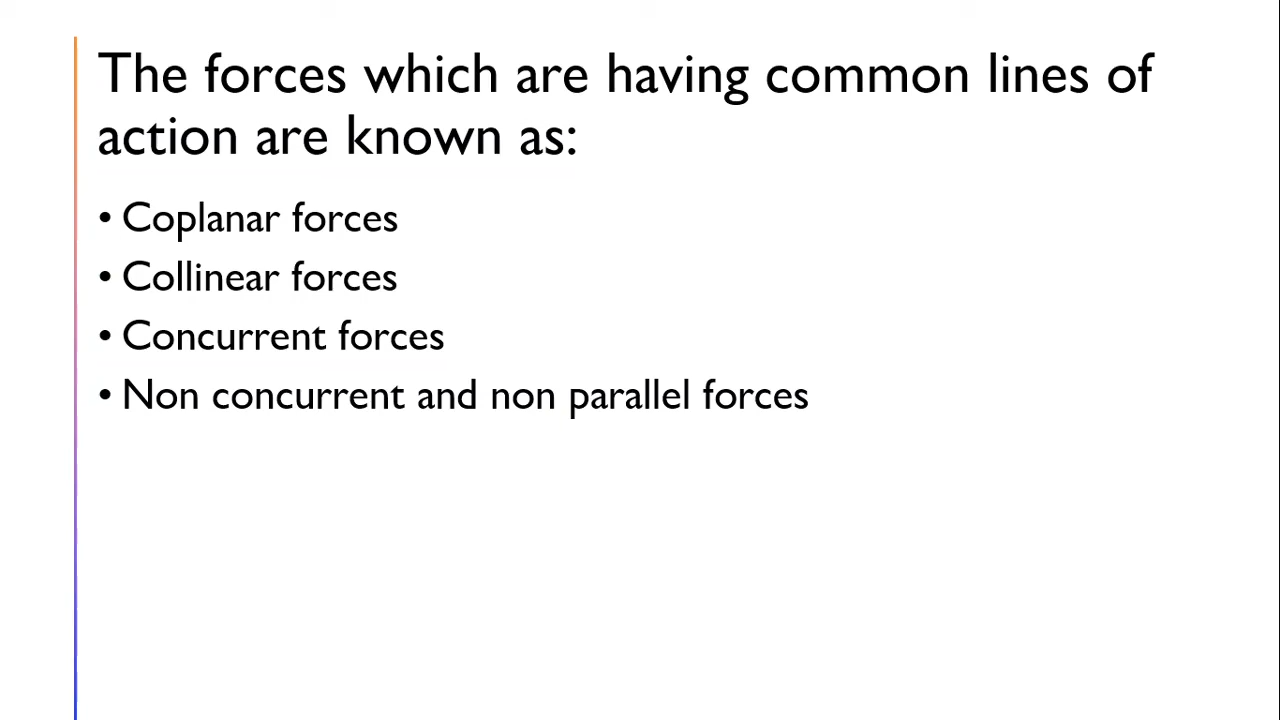 The forces which are having common lines of
action are known as:
• Coplanar forces
• Collinear forces
• Concurrent forces
• Non concurrent and non parallel forces